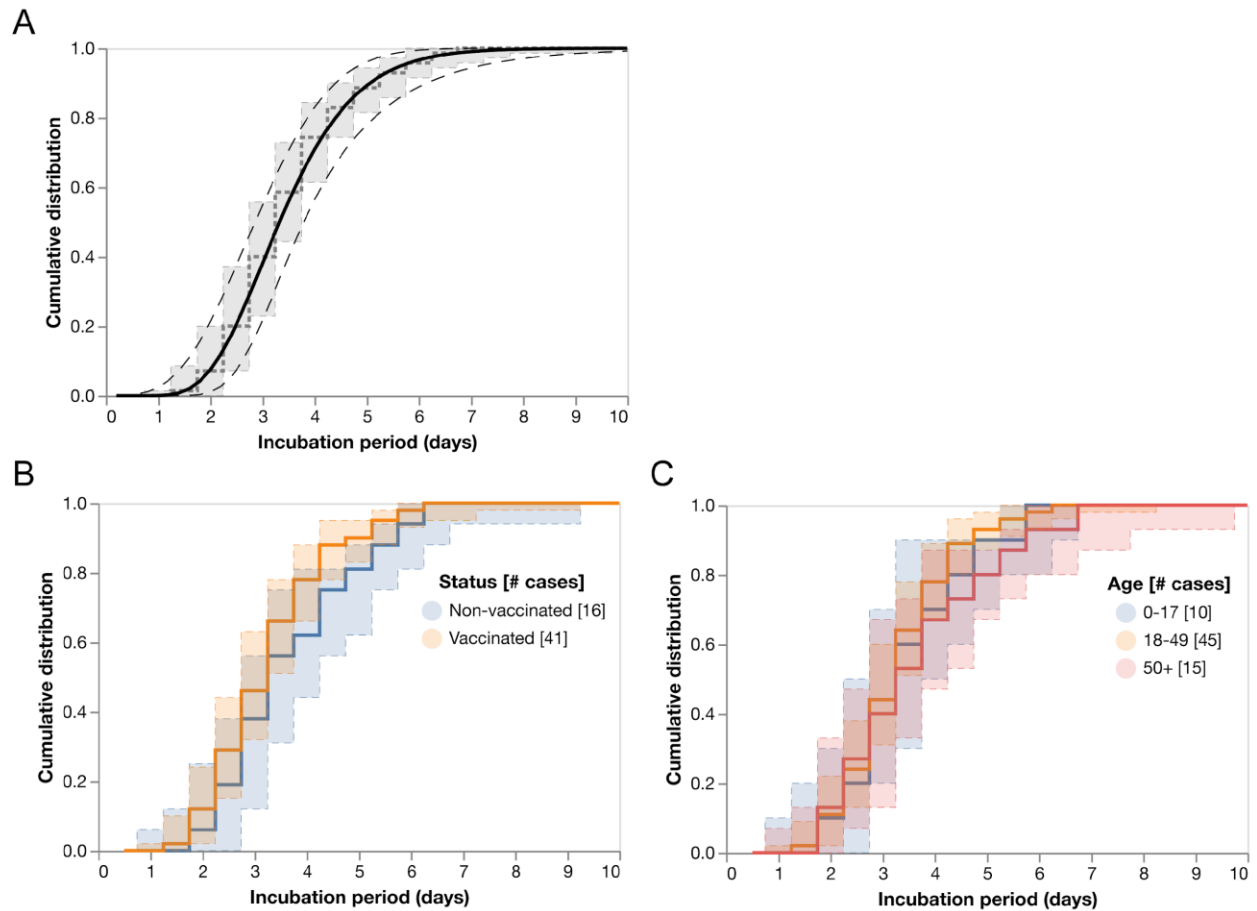 A
1.0
0.8
0.6
0.4
0.2
0.0
Cumulative distribution
0 1 2 3 4 5 6 7 8 9 10
Incubation period (days)
B
1.0
0.8
0.6
0.4
0.2
0.0
Cumulative distribution
Status [# cases]
Non-vaccinated [16]
Vaccinated [41]
0 1 2 3 4 5 6 7 8 9 10
Incubation period (days)
C
1.0
0.8
0.6
0.4
0.2
0.0
Cumulative distribution
Age [# cases]
0-17 [10]
18-49 [45]
50+ [15]
0 1 2 3 4 5 6 7 8 9 10
Incubation period (days)